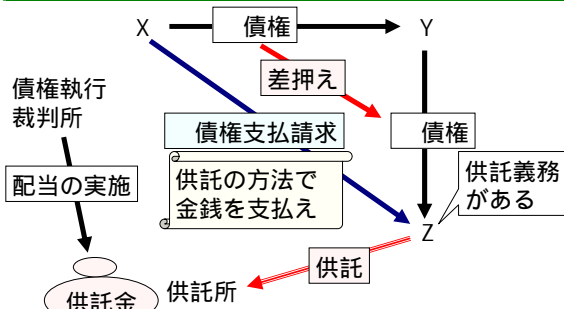 X
債権
Y
差押え
債権執行
裁判所
債権支払請求
債権
配当の実施
供託の方法で
金銭を支払え
供託義務
がある
Z
供託
供託所
供託金